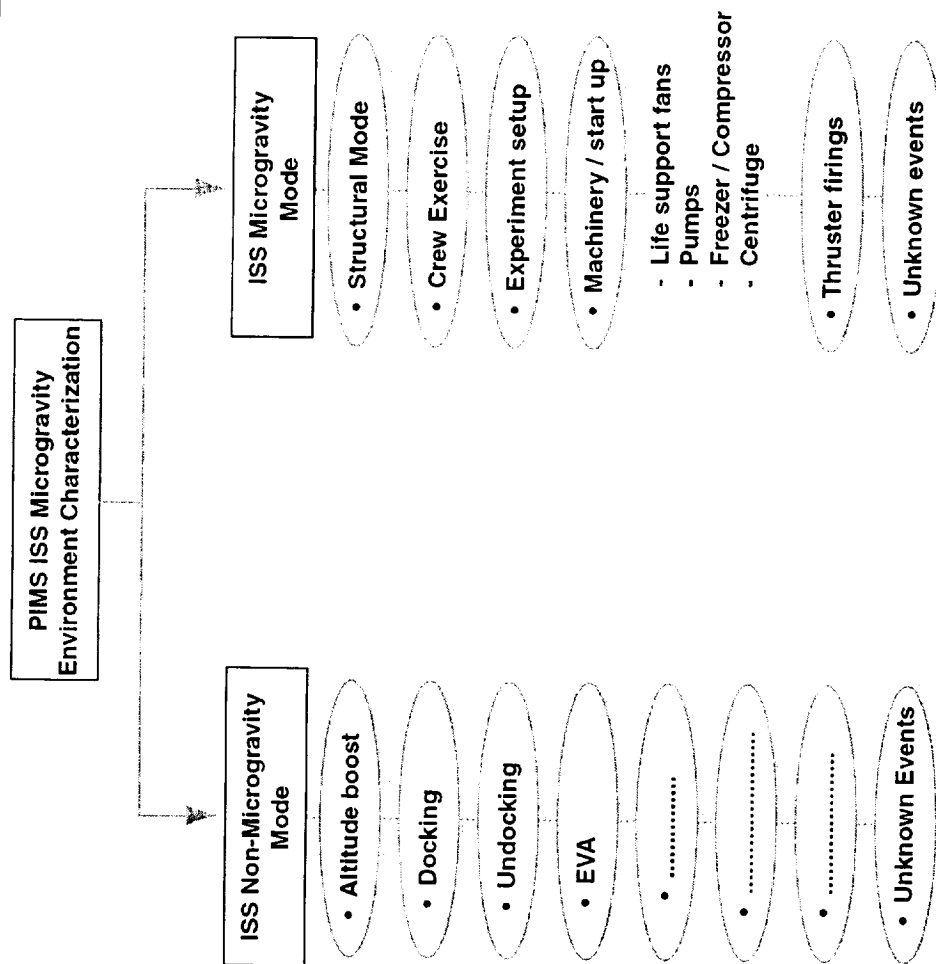 PIMS ISS Microgravity
Environment Characterization
ISS Non-Microgravity
Mode
• Altitude boost
• Docking
• Undocking
• EVA
• ...............
• ......................
• ...................
• Unknown Events
ISS Microgravity
Mode
• Structural Mode
• Crew Exercise
• Experiment setup
• Machinery / start up
- Life support fans
- Pumps
- Freezer / Compressor
- Centrifuge
• Thruster firings
• Unknown events